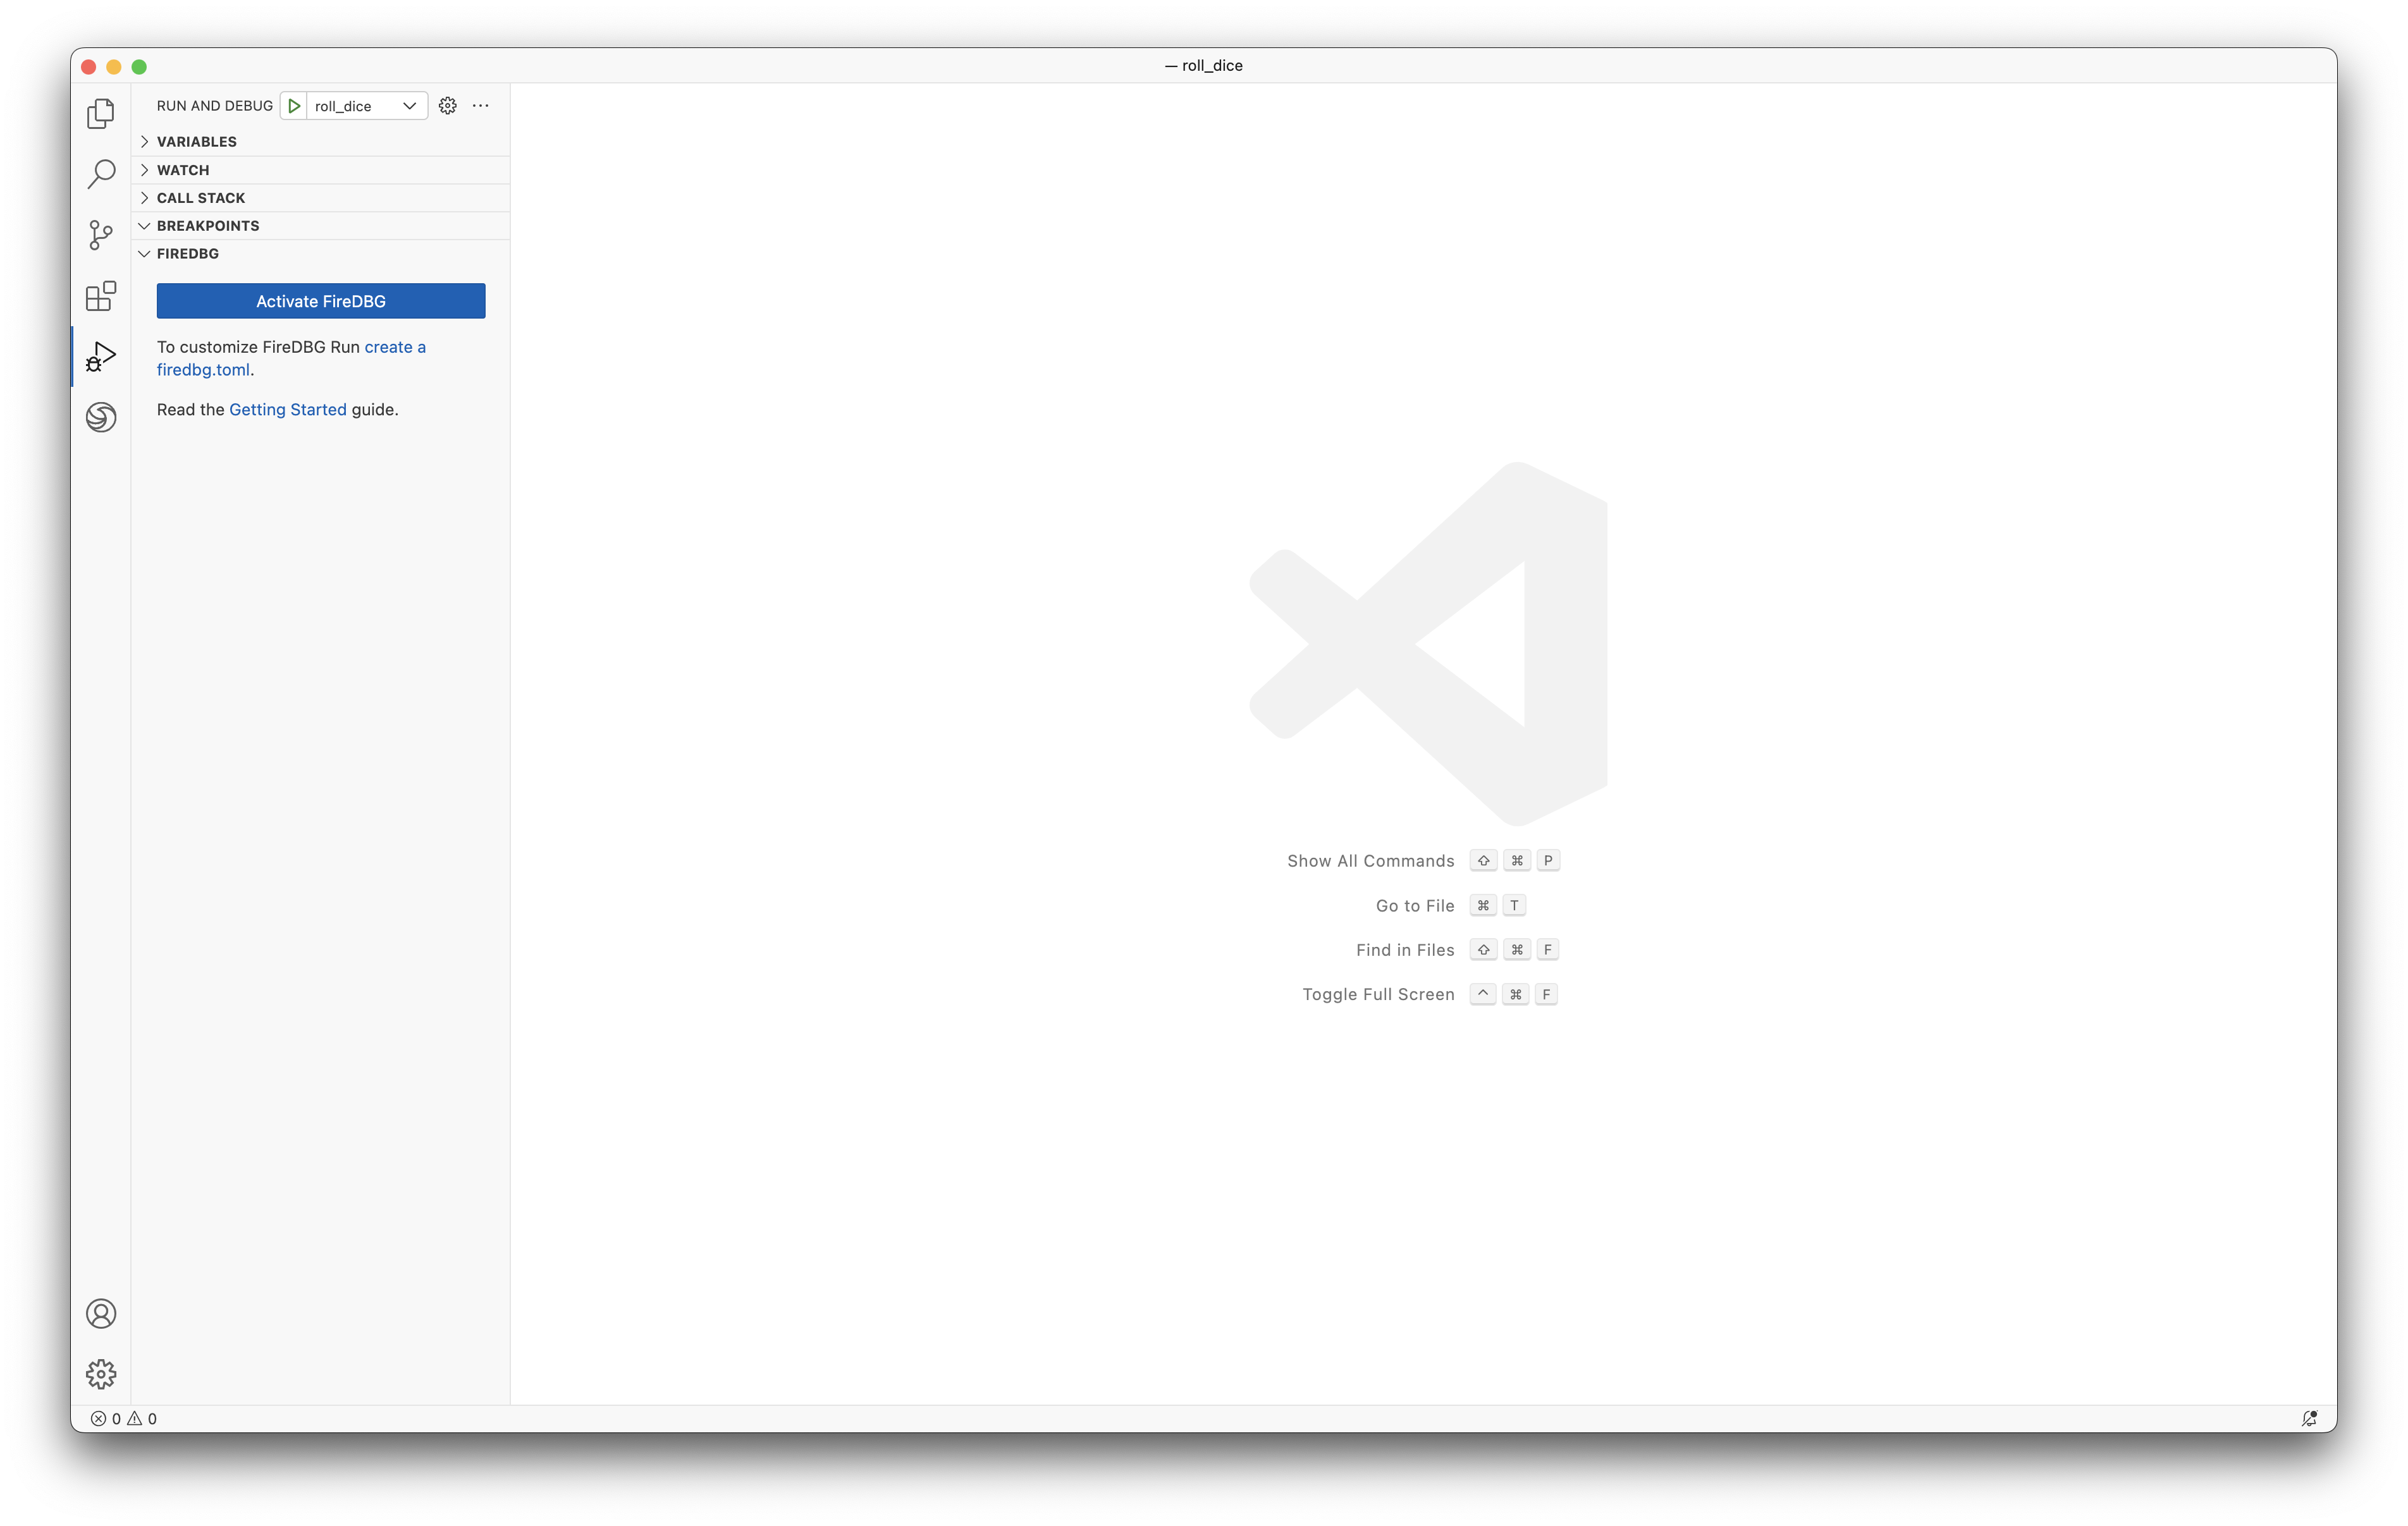 — roll_dice
RUN AND DEBUG roll_dice
VARIABLES
WATCH
CALL STACK
BREAKPOINTS
FIREDBG
Activate FireDBG
To customize FireDBG Run create a
firedbg.toml.
Read the Getting Started guide.
Show All Commands ⇧ ⌘ P
Go to File ⌘ T
Find in Files ⇧ ⌘ F
Toggle Full Screen ^ ⌘ F
0 0